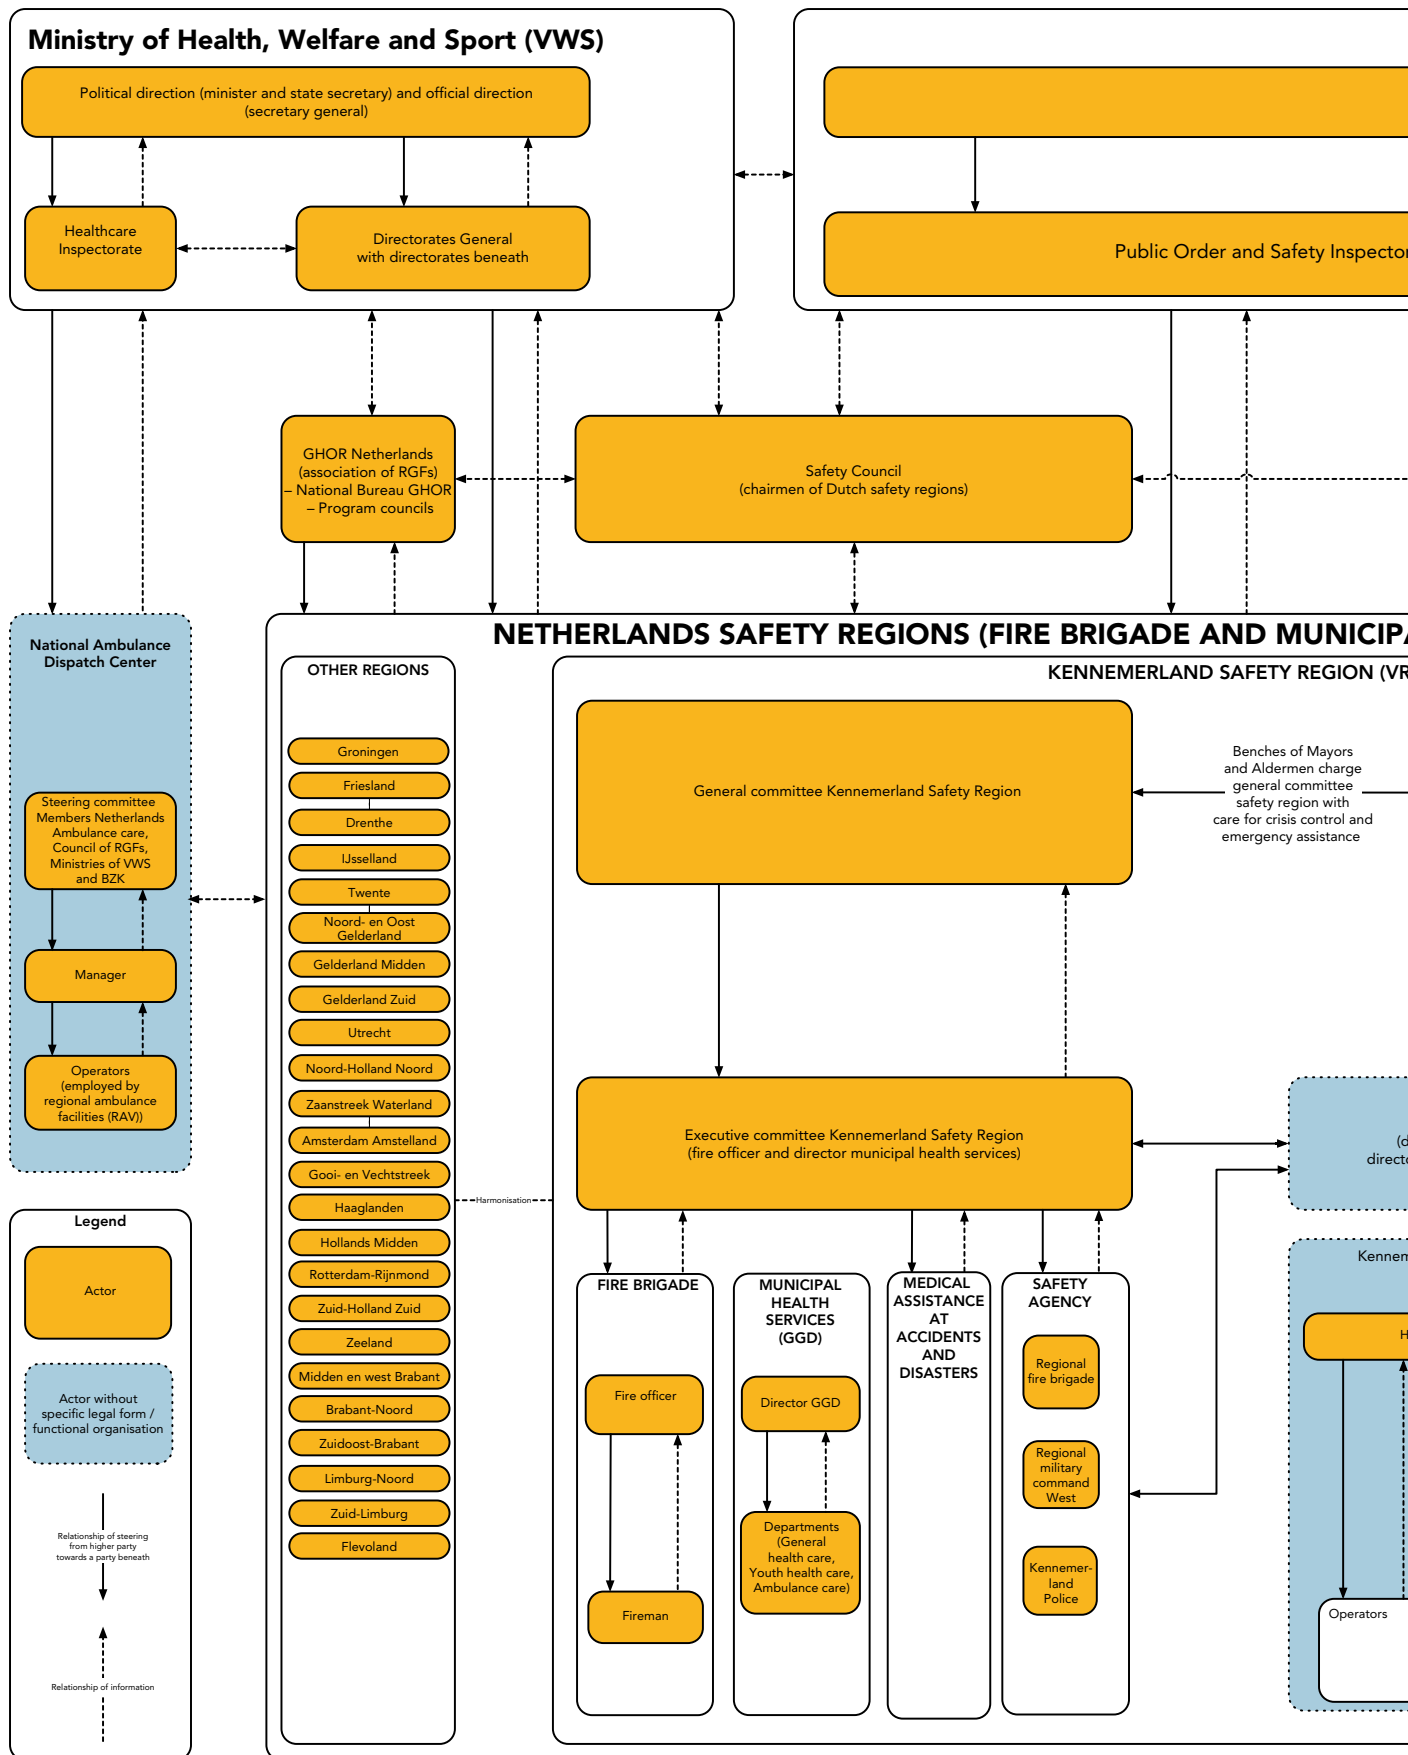 Ministry of Health, Welfare and Sport (VWS)
Political direction (minister and state secretary) and official direction
(secretary general)
Healthcare
Inspectorate
Directorates General
with directorates beneath
Public Order and Safety
GHOR Netherlands
(association of RGFs)
– National Bureau GHOR
– Program councils
Safety Council
(chairmen of Dutch safety regions)
National Ambulance
Dispatch Center
Steering committee
Members Netherlands
Ambulance care,
Council of RGFs,
Ministries of VWS
and BZK
Manager
Operators
(employed by
regional ambulance
facilities (RAV))
NETHERLANDS SAFETY REGIONS (FIRE BRIGADE AND
OTHER REGIONS
Groningen
Friesland
Drenthe
IJsselland
Twente
Noord- en Oost
Gelderland
Gelderland Midden
Gelderland Zuid
Utrecht
Noord-Holland Noord
Zaanstreek Waterland
Amsterdam Amstelland
Gooi- en Vechtstreek
Haaglanden
Hollands Midden
Rotterdam-Rijnmond
Zuid-Holland Zuid
Zeeland
Midden en west Brabant
Brabant-Noord
Zuidoost-Brabant
Limburg-Noord
Zuid-Limburg
Flevoland
Harmonisation
KENNEMERLAND SAFETY REGION
General committee Kennemerland Safety Region
Benches of Mayors
and Aldermen charge
general committee
safety region with
care for crisis control and
emergency assistance
Executive committee Kennemerland Safety Region
(fire officer and director municipal health services)
FIRE BRIGADE
Fire officer
Fireman
MUNICIPAL
HEALTH
SERVICES
(GGD)
Director GGD
Departments
(General
health care,
Youth health care,
Ambulance care)
MEDICAL
ASSISTANCE
AT
ACCIDENTS
AND
DISASTERS
SAFETY
AGENCY
Regional
fire brigade
Regional
military
command
West
Kennemer-
land
Police
Operators
Legend
Actor
Actor without
specific legal form /
functional organisation
Relationship of steering
from higher party
towards a party beneath
Relationship of information